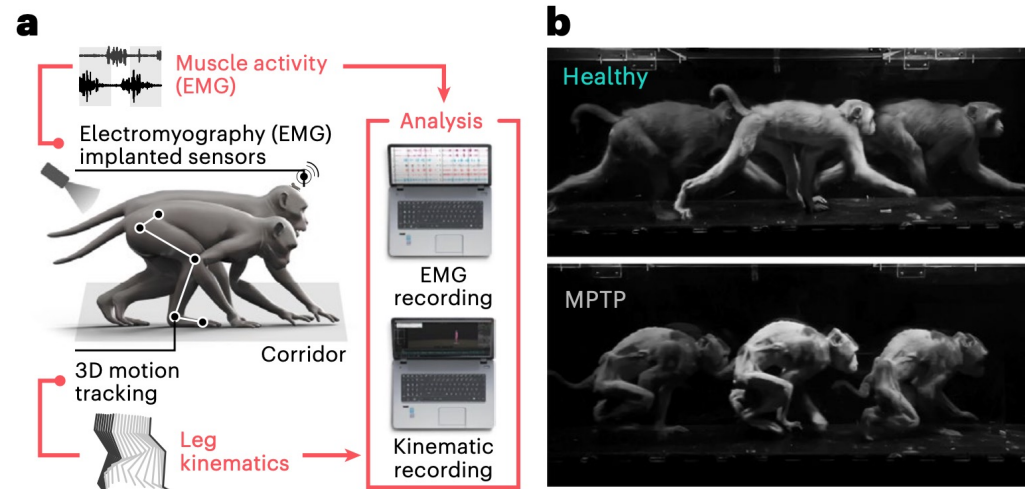 a
Muscle activity
(EMG)
Electromyography (EMG)
implanted sensors
Analysis
EMG
recording
Corridor
3D motion
tracking
Leg
kinematics
Kinematic
recording
b
Healthy
MPTP